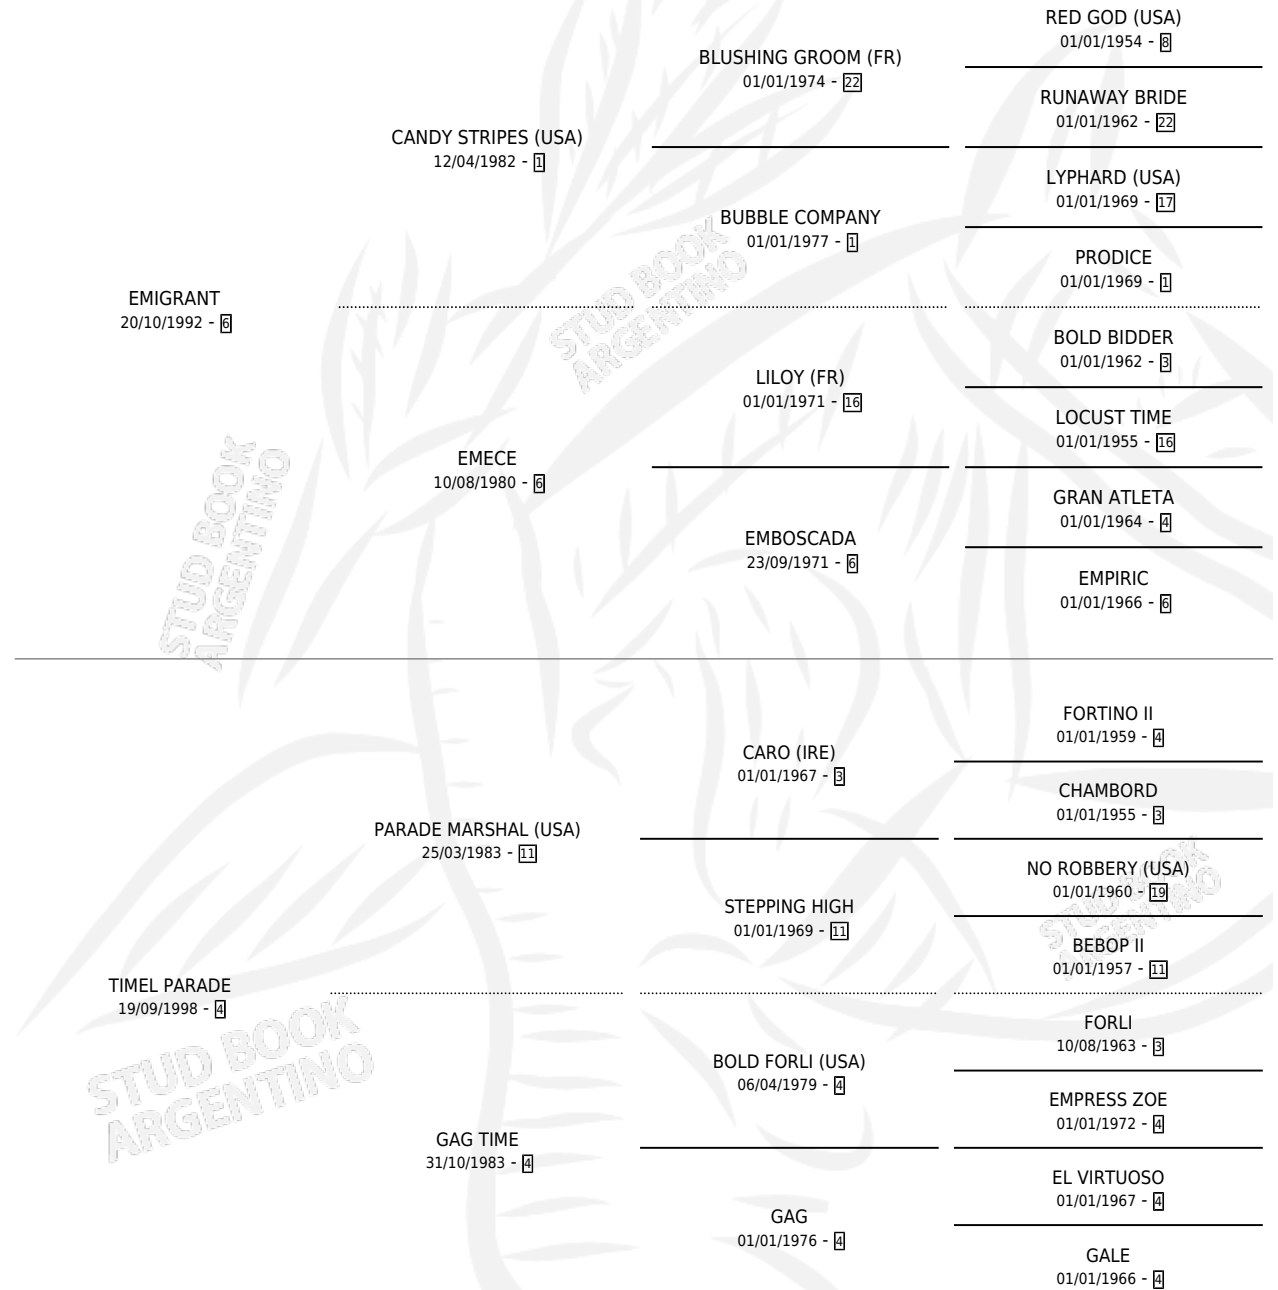 RED GOD (USA)
01/01/1954 - 8
BLUSHING GROOM (FR)
01/01/1974 - 22
RUNAWAY BRIDE
01/01/1962 - 22
CANDY STRIPES (USA)
12/04/1982 - 1
LYPHARD (USA)
01/01/1969 - 17
BUBBLE COMPANY
01/01/1977 - 1
PRODICE
01/01/1969 - 1
EMIGRANT
20/10/1992 - 6
STUD BOOK
ARGENTINO
BOLD BIDDER
01/01/1962 - 3
LILOY (FR)
01/01/1971 - 16
LOCUST TIME
01/01/1955 - 16
EMECE
10/08/1980 - 6
GRAN ATLETA
01/01/1964 - 4
EMBOSCADA
23/09/1971 - 6
EMPIRIC
01/01/1966 - 6
STUD BOOK
ARGENTINO
FORTINO II
01/01/1959 - 4
CARO (IRE)
01/01/1967 - 3
CHAMBORD
01/01/1955 - 3
PARADE MARSHAL (USA)
25/03/1983 - 11
NO ROBBERY (USA)
01/01/1960 - 19
STEPPING HIGH
01/01/1969 - 11
STUD BOOK
ARGENTINO
BEBOP II
01/01/1957 - 11
TIMEL PARADE
19/09/1998 - 4
FORLI
10/08/1963 - 3
BOLD FORLI (USA)
06/04/1979 - 4
STUD BOOK
ARGENTINO
EMPRESS ZOE
01/01/1972 - 4
GAG TIME
31/10/1983 - 4
EL VIRTUOSO
01/01/1967 - 4
GAG
01/01/1976 - 4
GALE
01/01/1966 - 4